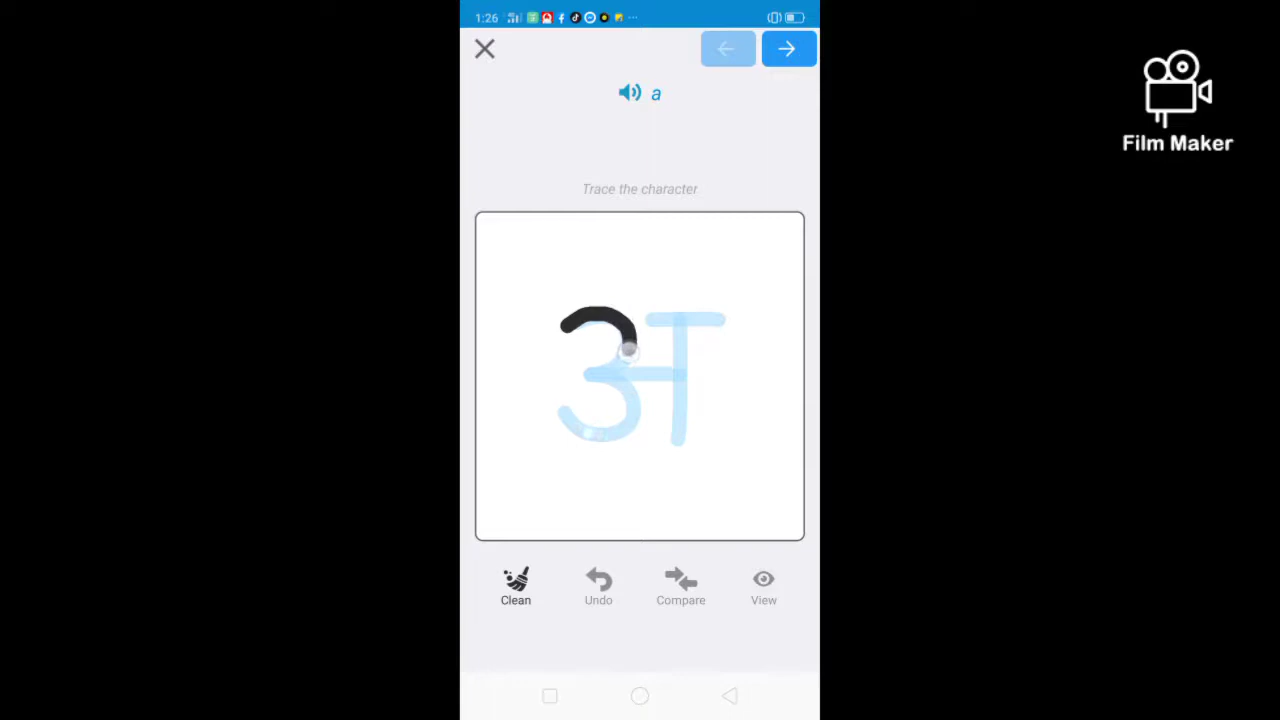 1:26
a
Film Maker
Trace the character
अ
Clean Undo Compare View